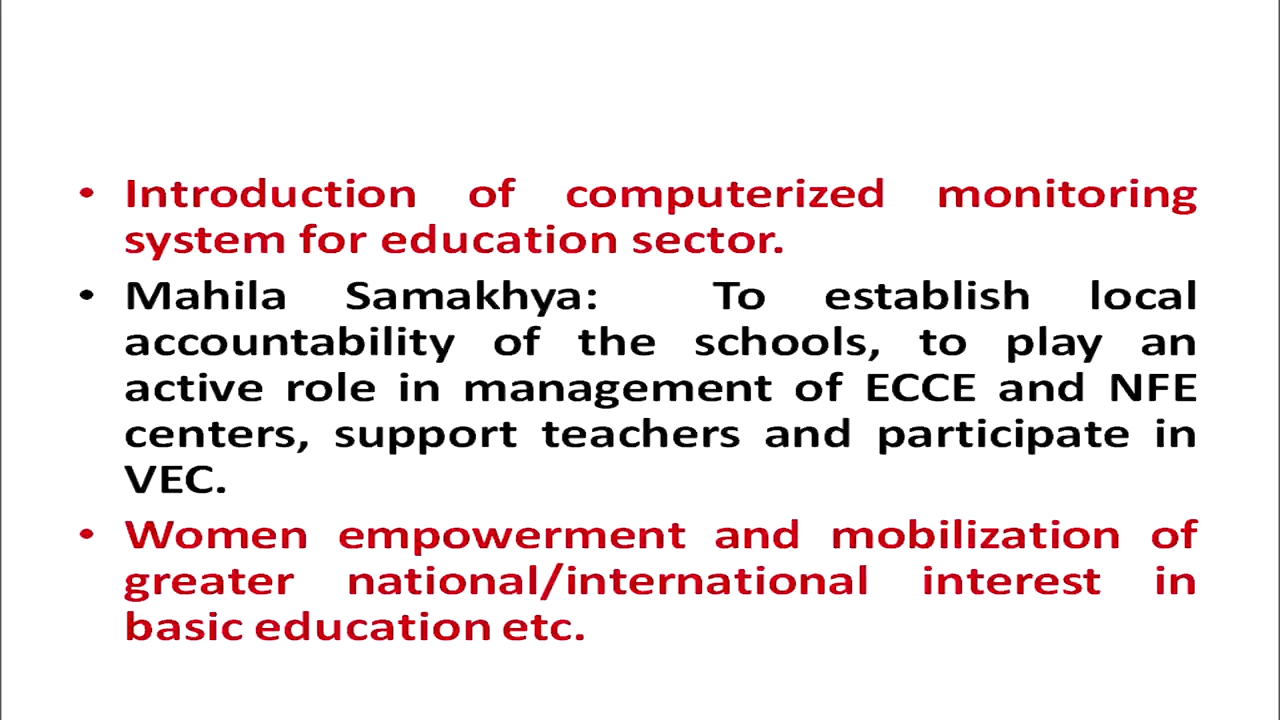 • Introduction of computerized monitoring
system for education sector.
• Mahila Samakhya: To establish local
accountability of the schools, to play an
active role in management of ECCE and NFE
centers, support teachers and participate in
VEC.
• Women empowerment and mobilization of
greater national/international interest in
basic education etc.